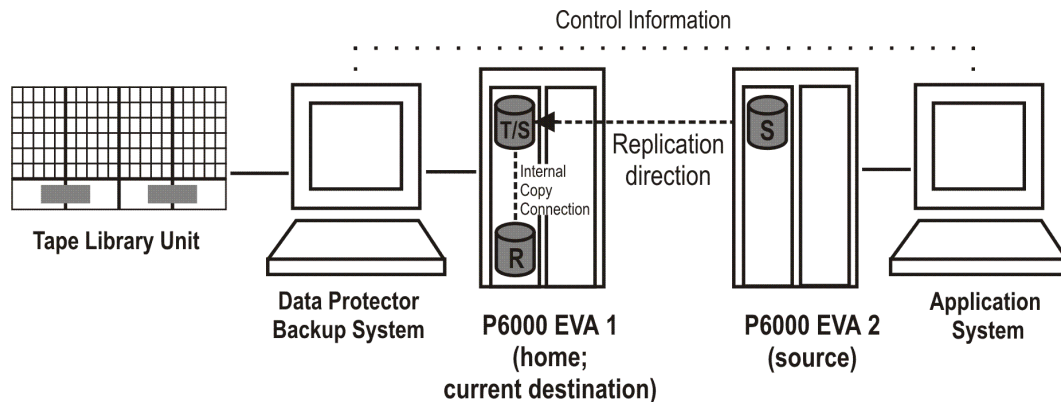 Control Information
T/S
S
Replication
direction
Internal
Copy
Connection
R
Tape Library Unit
Data Protector
Backup System
P6000 EVA 1
(home;
current destination)
P6000 EVA 2
(source)
Application
System